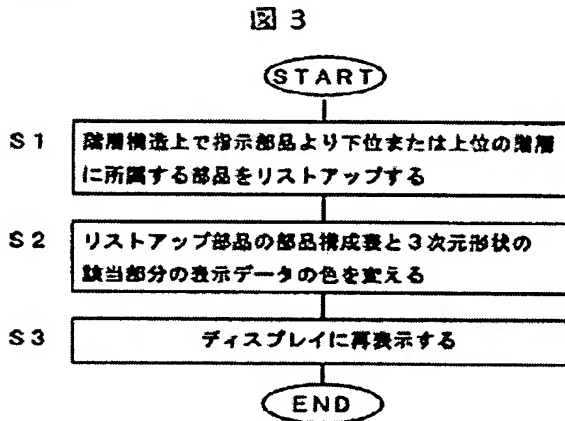 図3
START
S1
階層構造上で指示部品より下位または上位の階層
に所属する部品をリストアップする
S2
リストアップ部品の部品構成表と3次元形状の
該当部分の表示データの色を変える
S3
ディスプレイに再表示する
END